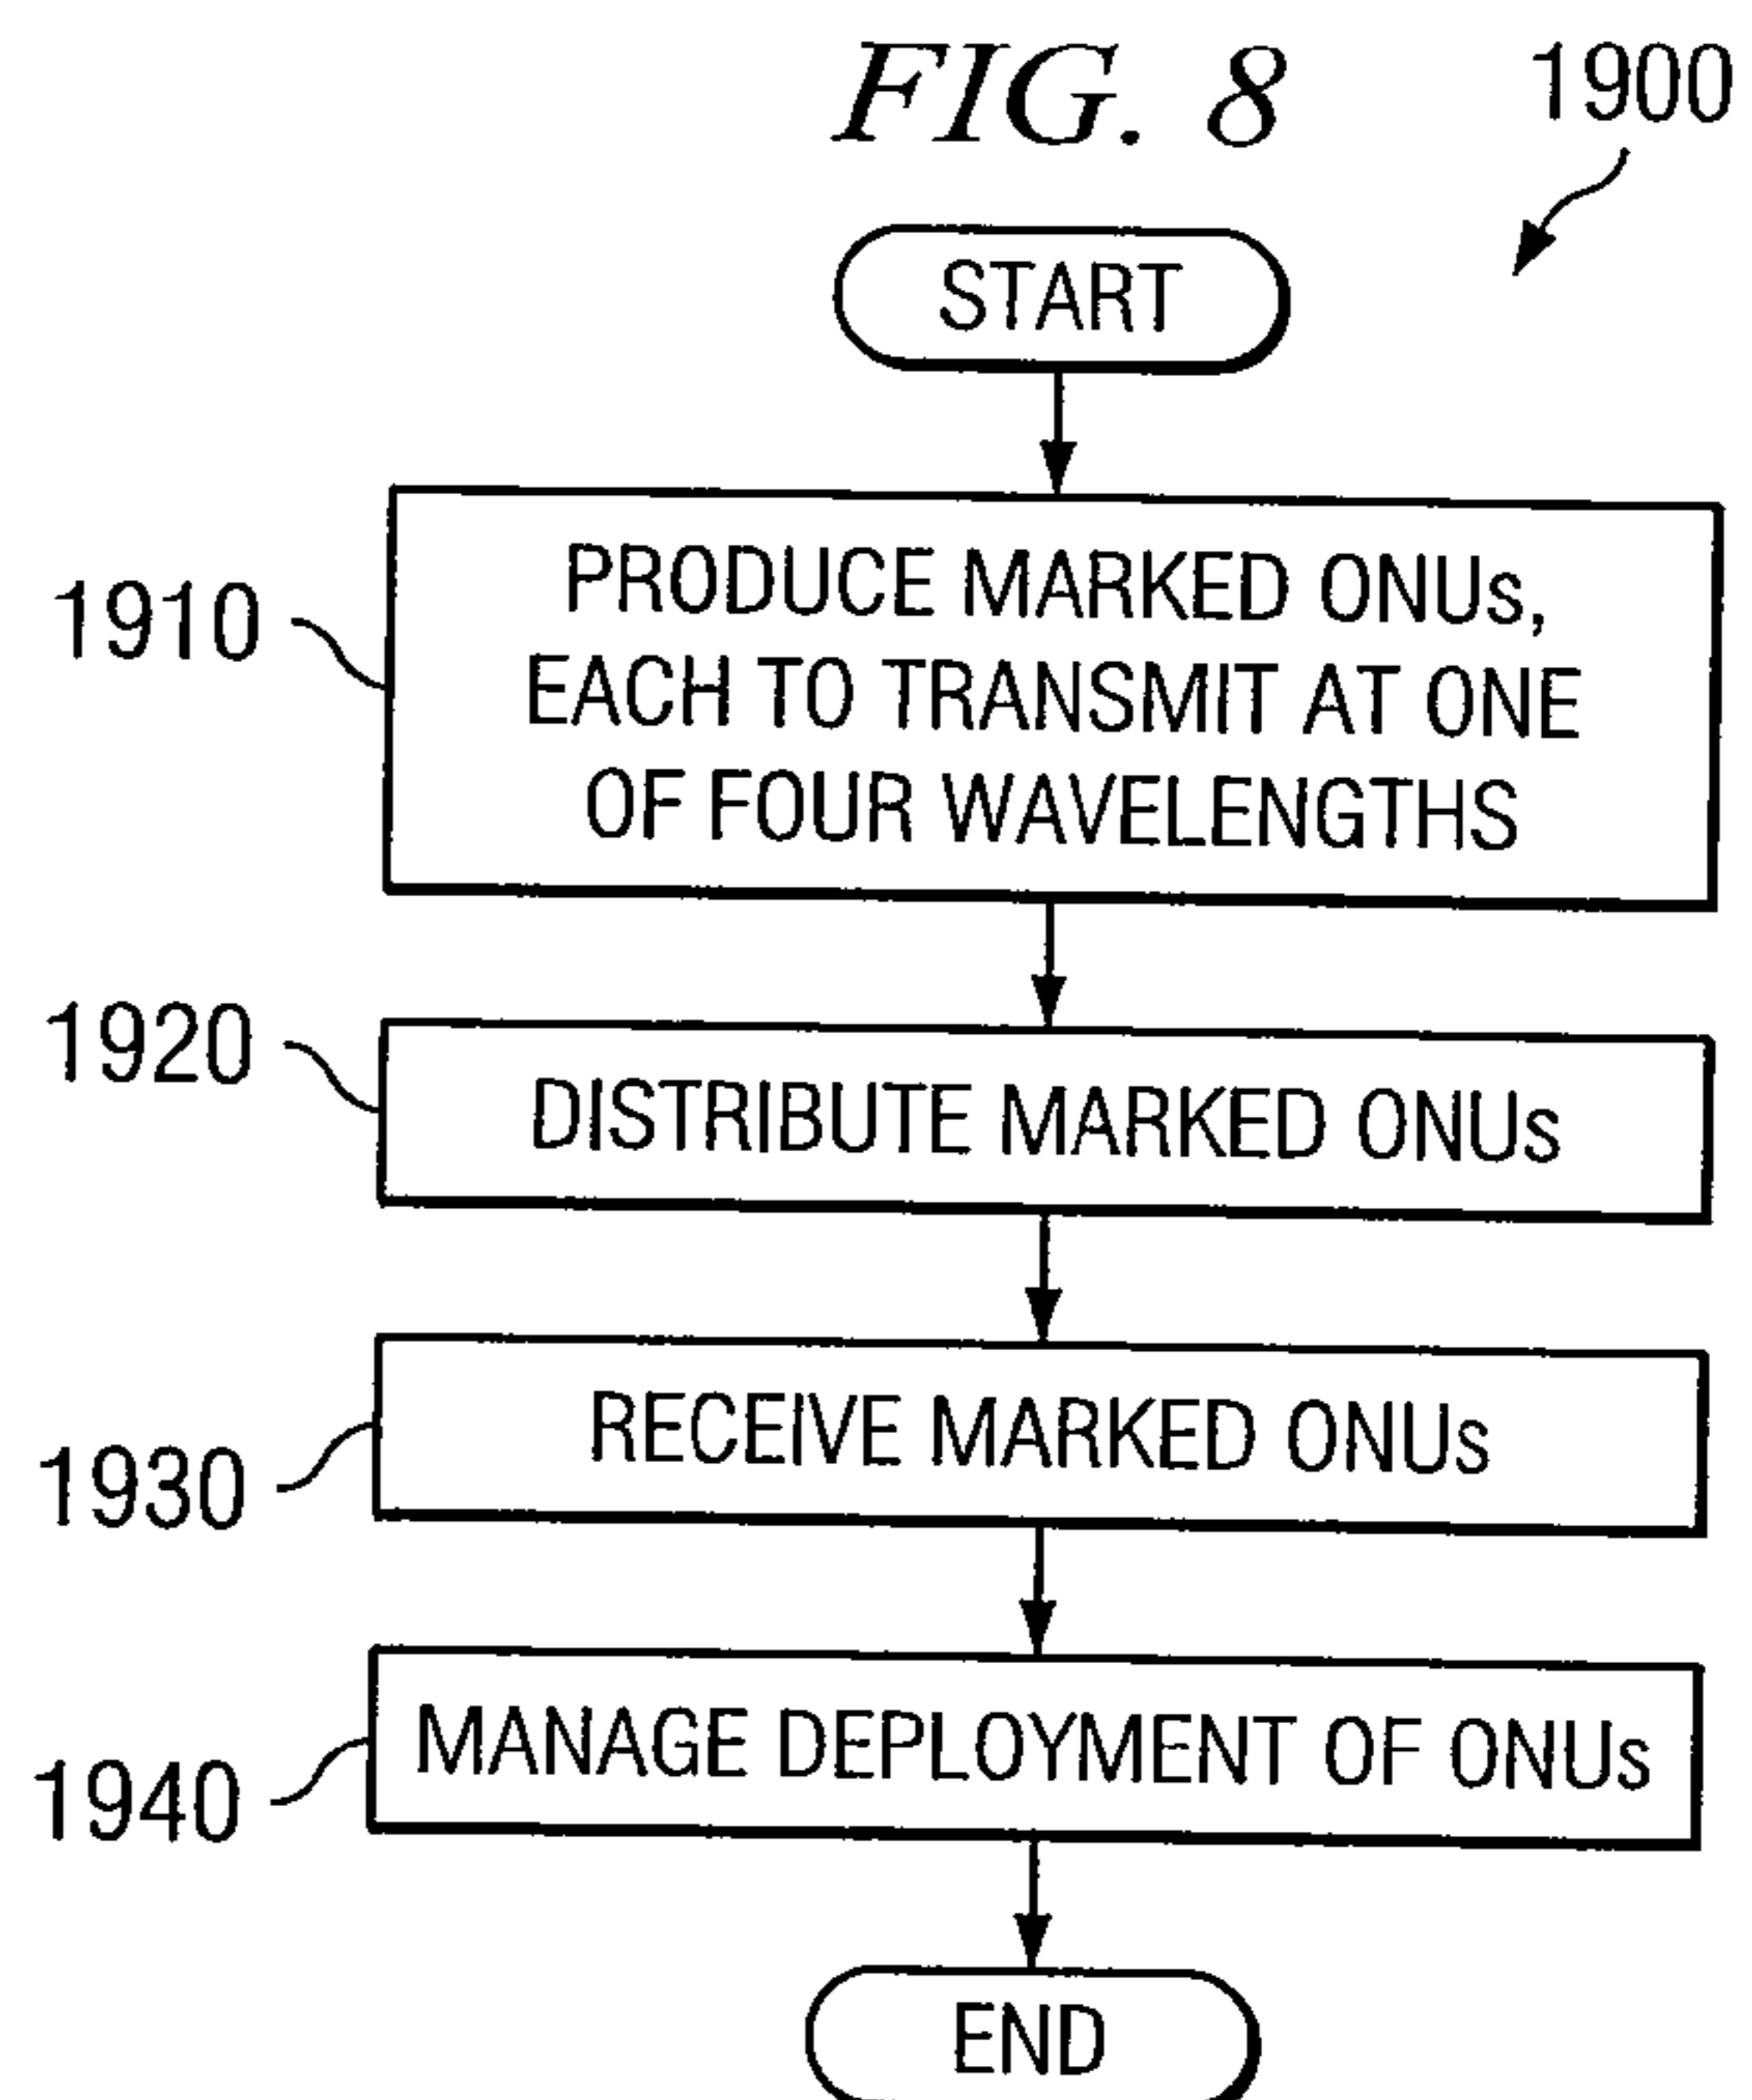 FIG. 8
1900
START
1910
PRODUCE MARKED ONUs,
EACH TO TRANSMIT AT ONE
OF FOUR WAVELENGTHS
1920
DISTRIBUTE MARKED ONUs
1930
RECEIVE MARKED ONUs
1940
MANAGE DEPLOYMENT OF ONUs
END